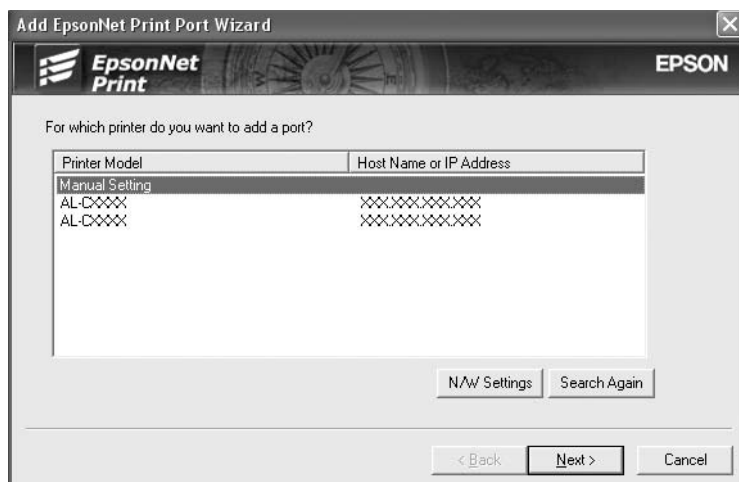 Add EpsonNet Print Port Wizard
EpsonNet
Print
EPSON
For which printer do you want to add a port?
Printer Model Host Name or IP Address
Manual Setting
AL-CXXXX XXX.XXX.XXX.XXX
AL-CXXXX XXX.XXX.XXX.XXX
N/W Settings Search Again
< Back Next > Cancel